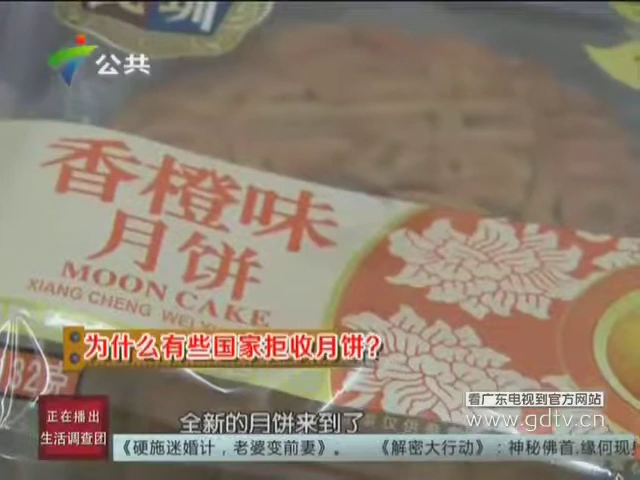 圳
公共
香橙味
月饼
MOON CAKE
XIANG CHENG WEI
为什么有些国家拒收月饼?
看广东电视到官方网站
www.gdtv.cn
正在播出
生活调查团
全新的月饼来到了
《硬施迷婚计，老婆变前妻》。 《解密大行动》：神秘佛首,缘何现!